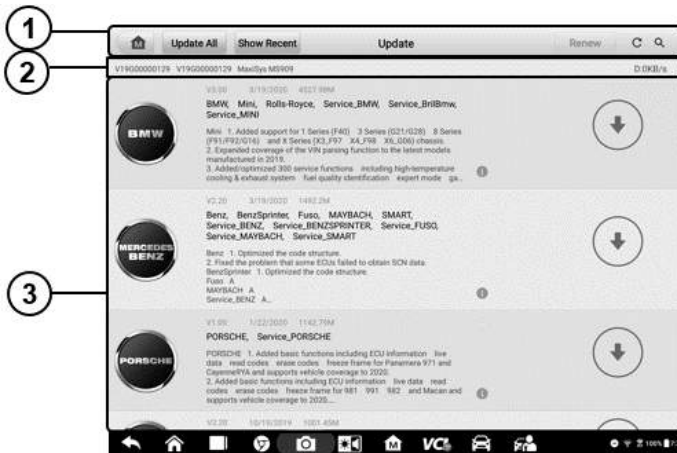 1
Update All Show Recent Update Renew
2
V19G00000129 V19G00000129 MaxiSys MS909 D:0KB/s
V3.00 3/19/2020 4527.98M
BMW, Mini, Rolls-Royce, Service_BMW, Service_BrilBmw,
Service_MINI
BMW
Mini 1. Added support for 1 Series (F40) 3 Series (G21/G28) 8 Series
(F91/F92/G16) and 8 Series (X3_F97 X4_F98 X6_G06) chassis.
2. Expanded coverage of the VIN parsing function to the latest models
manufactured in 2019.
3. Added/optimized 300 service functions including high-temperature
cooling & exhaust system fuel quality identification expert mode ga...
V2.20 3/19/2020 1492.2M
Benz, BenzSprinter, Fuso, MAYBACH, SMART,
Service_BENZ, Service_BENZSPRINTER, Service_FUSO,
Service_MAYBACH, Service_SMART
MERCEDES
BENZ
Benz 1. Optimized the code structure.
2. Fixed the problem that some ECUs failed to obtain SCN data.
BenzSprinter 1. Optimized the code structure.
Fuso A
MAYBACH A
Service_BENZ A...
3
V1.00 1/22/2020 1142.70M
PORSCHE, Service_PORSCHE
PORSCHE
PORSCHE 1. Added basic functions including ECU information live
data read codes erase codes freeze frame for Panamera 971 and
Cayenne9YA and supports vehicle coverage to 2020.
2. Added basic functions including ECU information live data read
codes erase codes freeze frame for 981 991 982 and Macan and
supports vehicle coverage to 2020....
V2.20 10/19/2019 1001.45M
VCI 100%